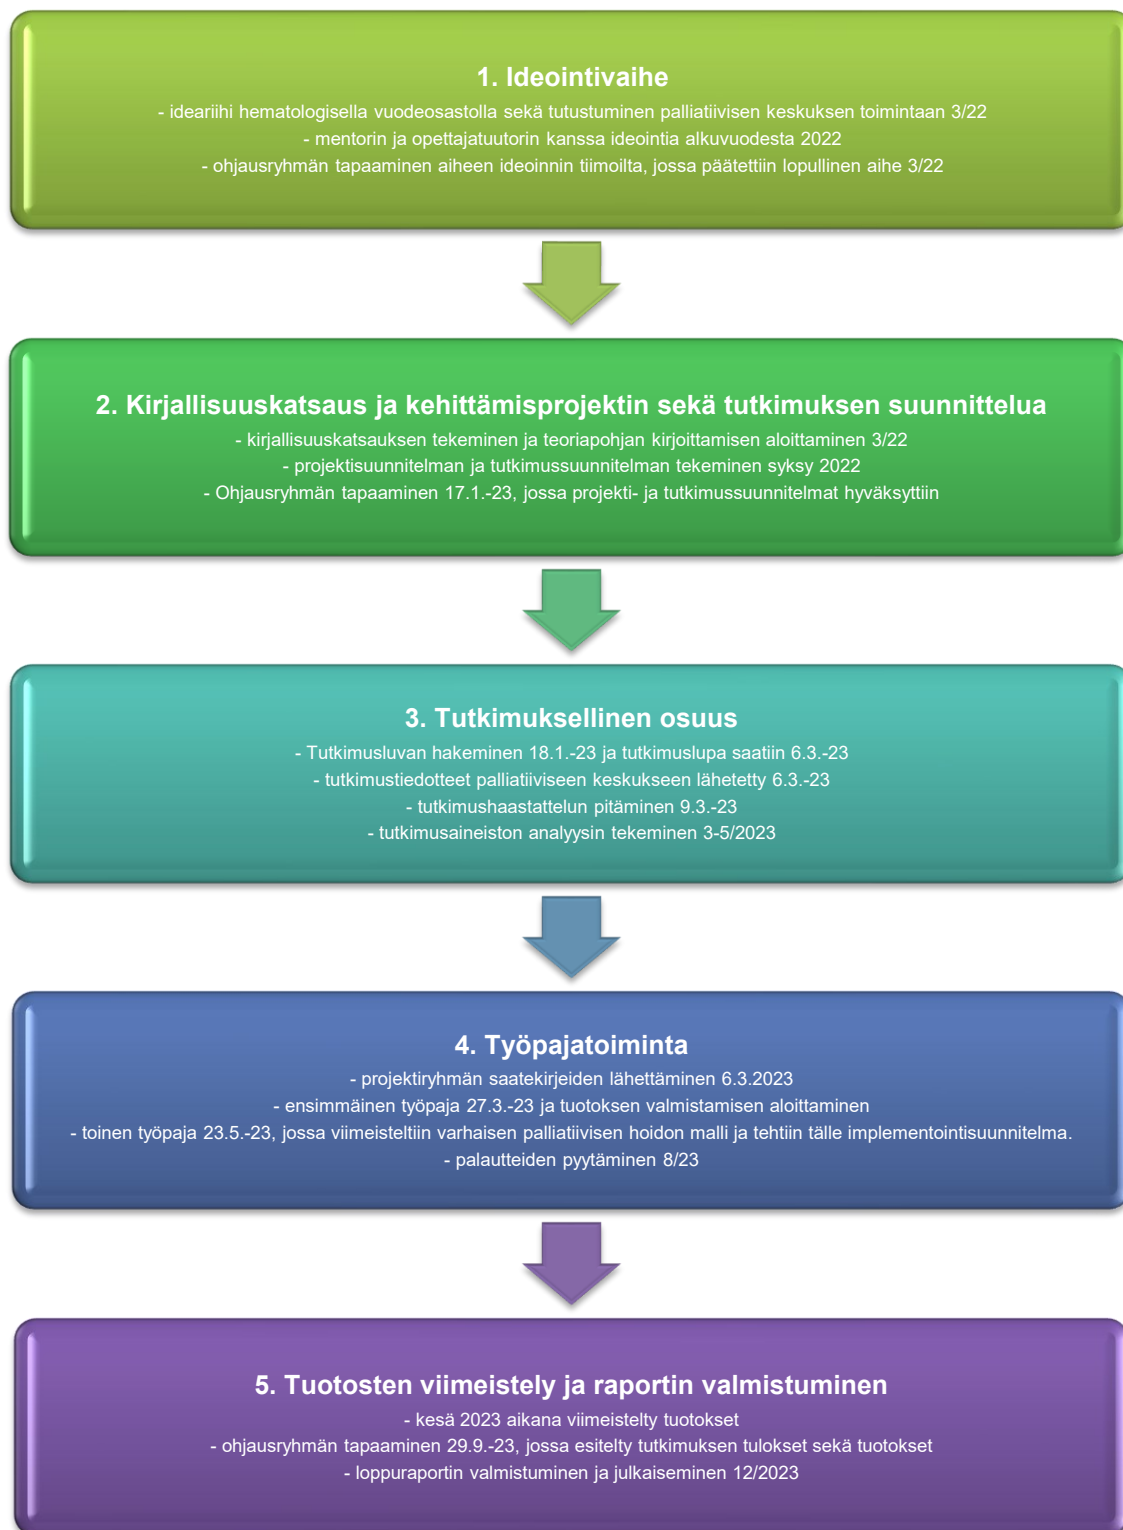 1. Ideointivaihe
- ideariihi hematologisella vuodeosastolla sekä tutustuminen palliatiivisen keskuksen toimintaan 3/22
- mentorin ja opettajatuutorin kanssa ideointia alkuvuodesta 2022
- ohjausryhmän tapaaminen aiheen ideoinnin tiimoilta, jossa päätettiin lopullinen aihe 3/22
2. Kirjallisuuskatsaus ja kehittämisprojektin sekä tutkimuksen suunnittelua
- kirjallisuuskatsauksen tekeminen ja teoriapohjan kirjoittamisen aloittaminen 3/22
- projektisuunnitelman ja tutkimussuunnitelman tekeminen syksy 2022
- Ohjausryhmän tapaaminen 17.1.-23, jossa projekti- ja tutkimussuunnitelmat hyväksyttiin
3. Tutkimuksellinen osuus
- Tutkimusluvan hakeminen 18.1.-23 ja tutkimuslupa saatiin 6.3.-23
- tutkimustiedotteet palliatiiviseen keskukseen lähetetty 6.3.-23
- tutkimushaastattelun pitäminen 9.3.-23
- tutkimusaineiston analyysin tekeminen 3-5/2023
4. Työpajatoiminta
- projektiryhmän saatekirjeiden lähettäminen 6.3.2023
- ensimmäinen työpaja 27.3.-23 ja tuotoksen valmistamisen aloittaminen
- toinen työpaja 23.5.-23, jossa viimeisteltiin varhaisen palliatiivisen hoidon malli ja tehtiin tälle implementointisuunnitelma.
- palautteiden pyytäminen 8/23
5. Tuotosten viimeistely ja raportin valmistuminen
- kesä 2023 aikana viimeistelty tuotokset
- ohjausryhmän tapaaminen 29.9.-23, jossa esitelty tutkimuksen tulokset sekä tuotokset
- loppuraportin valmistuminen ja julkaiseminen 12/2023